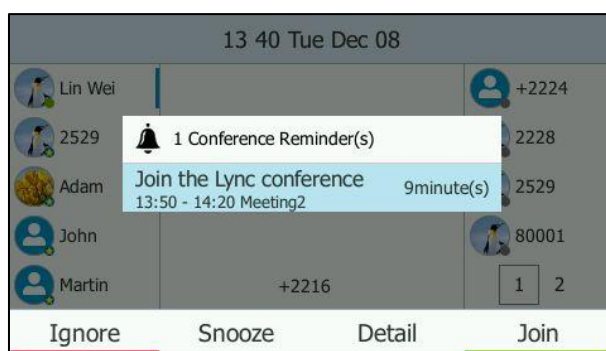 13 40 Tue Dec 08
Lin Wei
+2224
2529
1 Conference Reminder(s)
2228
Adam
Join the Lync conference
9minute(s)
2529
13:50 - 14:20 Meeting2
John
80001
Martin
+2216
1 2
Ignore Snooze Detail Join